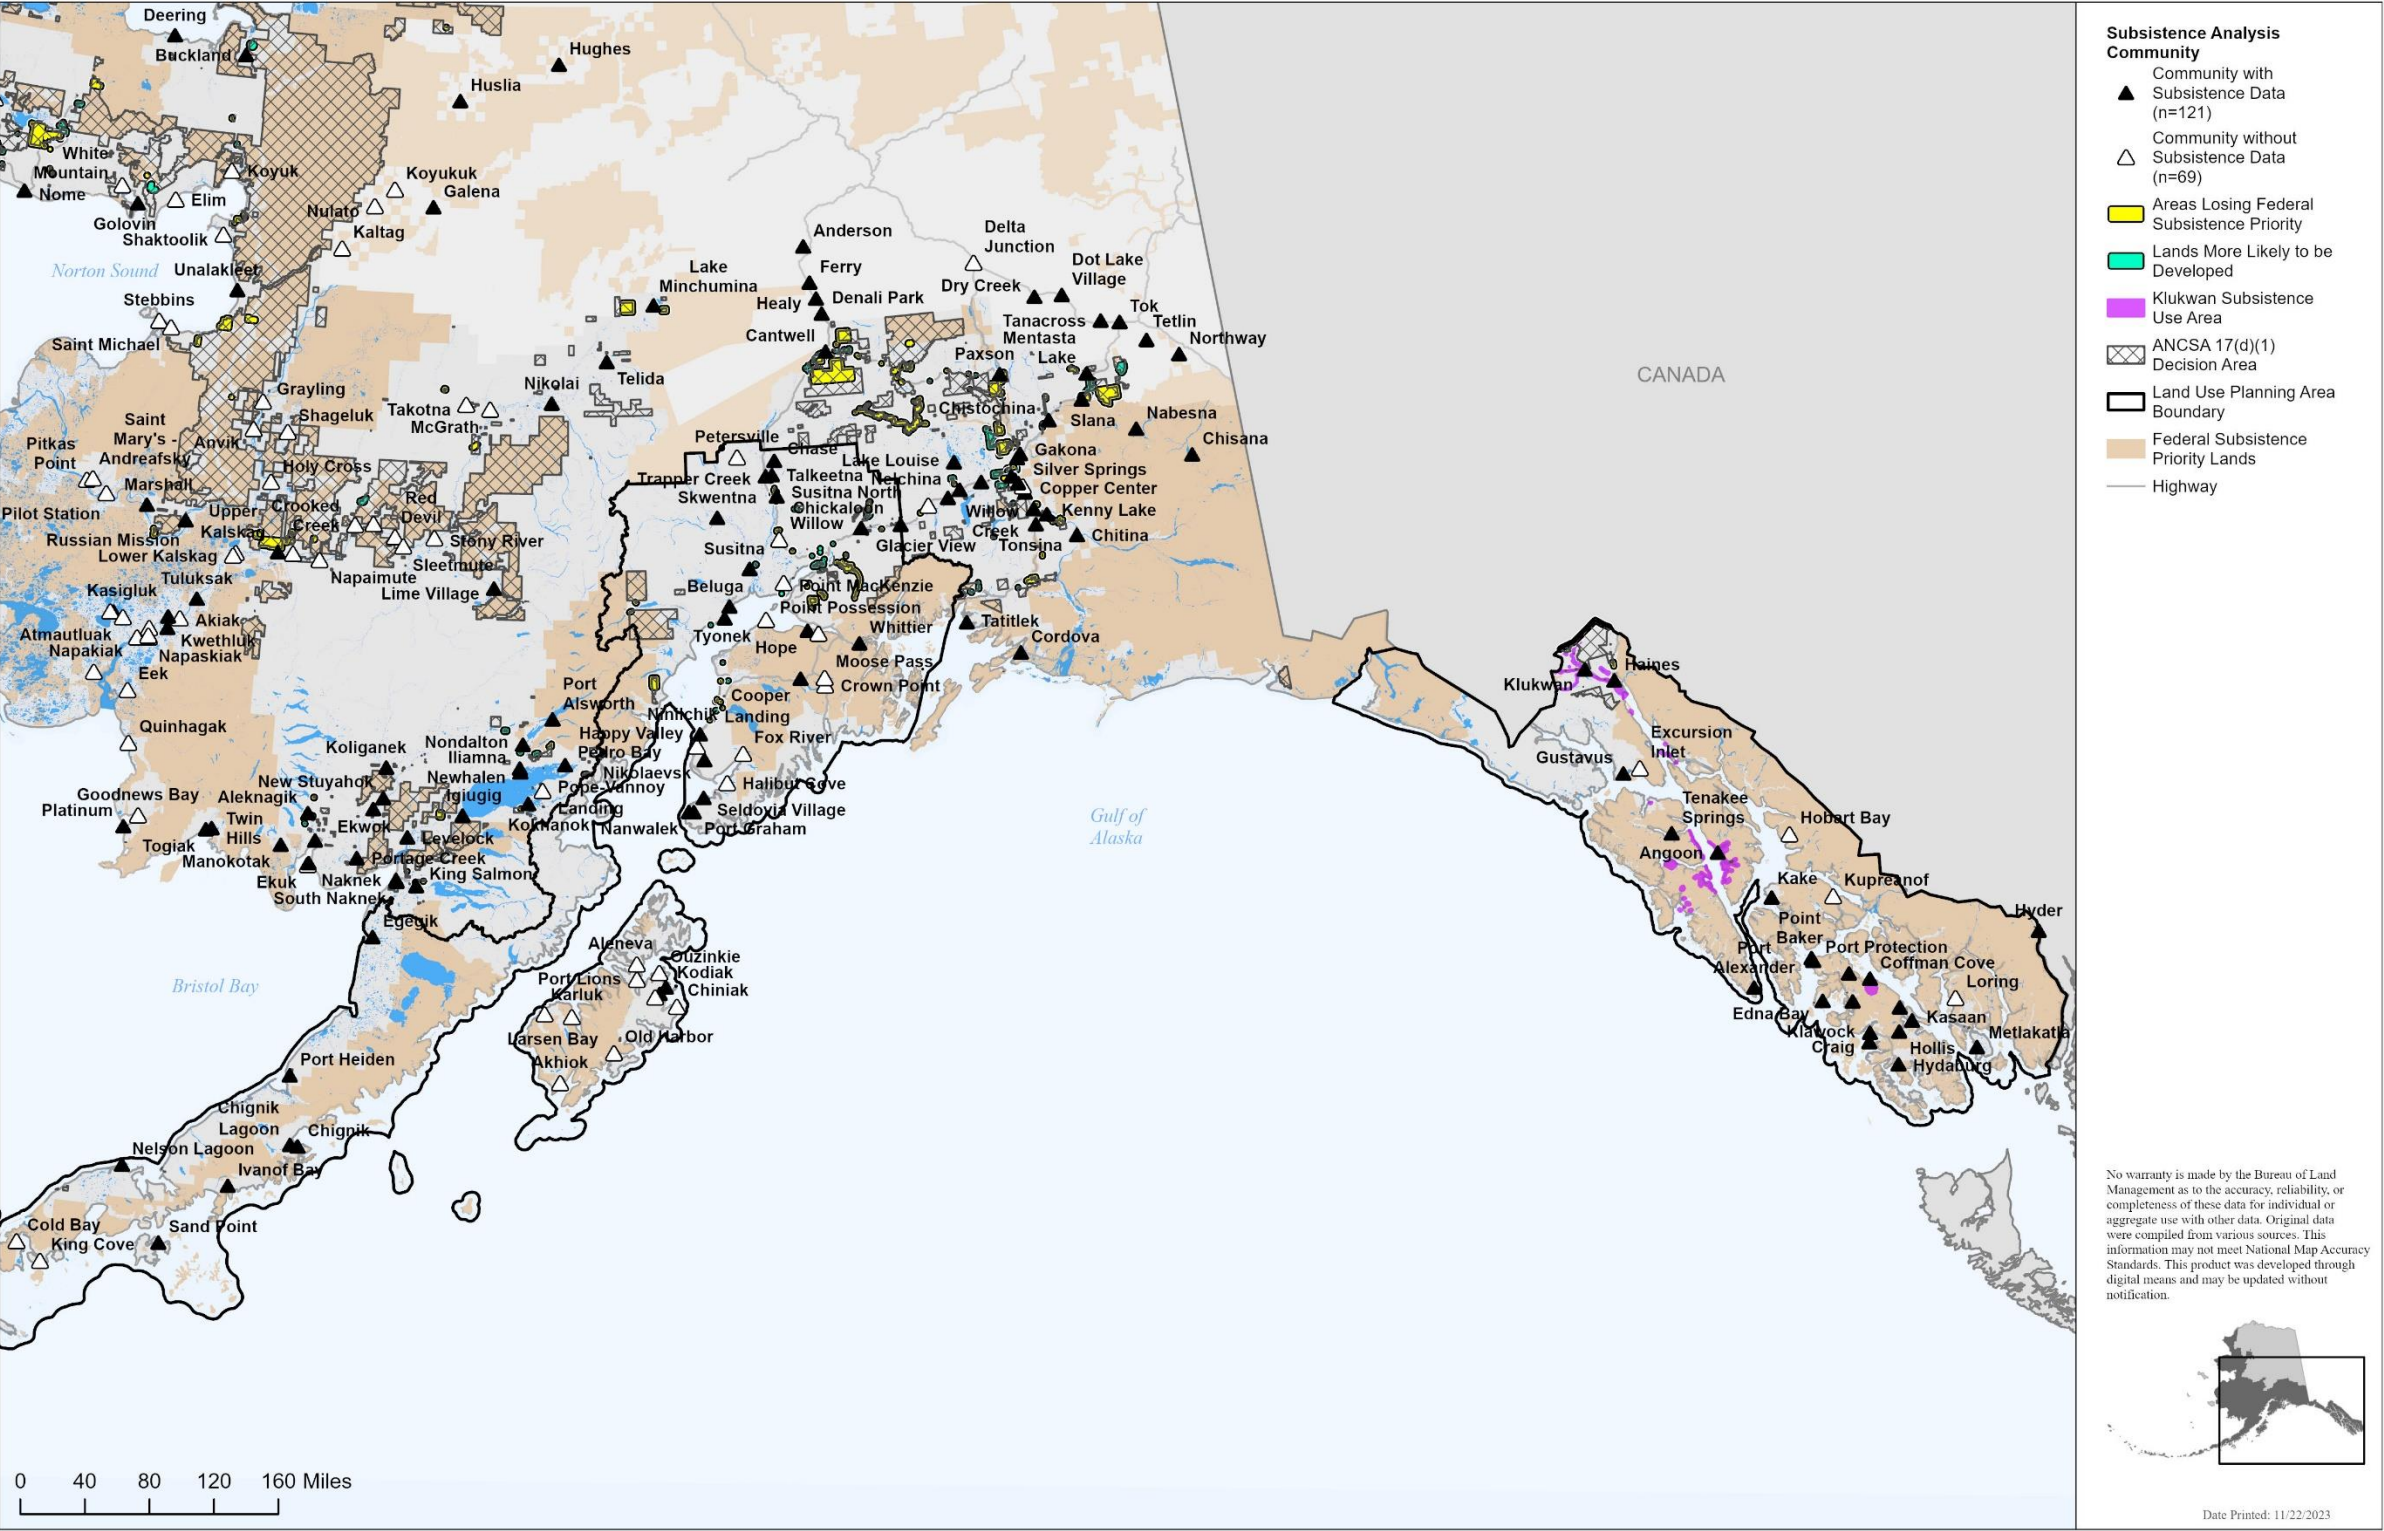 Deering
Buckland
Hughes
Huslia
White
Mountain
Nome
Koyuk
Koyukuk
Galena
Elim
Nulato
Golovin
Shaktoolik
Kaltag
Norton Sound
Unalakleet
Stebbins
Saint Michael
Anderson
Delta
Junction
Ferry
Lake
Minchumina
Healy
Denali Park
Dry Creek
Dot Lake
Village
Cantwell
Tok
Tanacross
Tetlin
Mentasta
Lake
Northway
Paxson
CANADA
Nikolai
Telida
Grayling
Shageluk
Takotna
McGrath
Chistochina
Slana
Nabesna
Chisana
Saint
Mary's -
Andreafsky
Pitkas
Point
Anvik
Petersville
Chase
Lake Louise
Gakona
Holy Cross
Trapper Creek
Talkeetna
Nelchina
Silver Springs
Marshall
Skwentna
Susitna North
Copper Center
Pilot Station
Upper
Kalskag
Crooked
Creek
Red
Devil
Chickaloon
Willow
Willow
Creek
Kenny Lake
Russian Mission
Stony River
Susitna
Glacier View
Tonsina
Chitina
Lower Kalskag
Sleetmute
Tuluksak
Napaimute
Kasigluk
Lime Village
Beluga
Point MacKenzie
Point Possession
Akiak
Whittier
Tatitlek
Atmautluak
Kwethluk
Tyonek
Cordova
Napakiak
Napaskiak
Hope
Moose Pass
Eek
Crown Point
Port
Alsworth
Cooper
Landing
Quinhagak
Ninilchik
Happy Valley
Fox River
Koliganek
Nondalton
Iliamna
Pedro Bay
New Stuyahok
Newhalen
Nikolaevsk
Goodnews Bay
Aleknagik
Igiugig
Pope-Vannoy
Landing
Halibut Cove
Platinum
Twin
Hills
Ekwok
Kokhanok
Nanwalek
Seldovia Village
Port Graham
Togiak
Levelock
Manokotak
Portage Creek
Ekuk
Naknek
King Salmon
South Naknek
Egegik
Gulf of
Alaska
Klukwan
Haines
Gustavus
Excursion
Inlet
Tenakee
Springs
Hobart Bay
Angoon
Kake
Kupreanof
Hyder
Point
Baker
Port
Alexander
Port Protection
Coffman Cove
Loring
Edna Bay
Kasaan
Klawock
Metlakatla
Craig
Hollis
Hydaburg
Bristol Bay
Aleneva
Ouzinkie
Port Lions
Kodiak
Karluk
Chiniak
Larsen Bay
Old Harbor
Akhiok
Port Heiden
Chignik
Lagoon
Chignik
Nelson Lagoon
Ivanof Bay
Cold Bay
Sand Point
King Cove
0 40 80 120 160 Miles
Subsistence Analysis
Community
Community with
Subsistence Data
(n=121)
Community without
Subsistence Data
(n=69)
Areas Losing Federal
Subsistence Priority
Lands More Likely to be
Developed
Klukwan Subsistence
Use Area
ANCSA 17(d)(1)
Decision Area
Land Use Planning Area
Boundary
Federal Subsistence
Priority Lands
Highway
No warranty is made by the Bureau of Land
Management as to the accuracy, reliability, or
completeness of these data for individual or
aggregate use with other data. Original data
were compiled from various sources. This
information may not meet National Map Accuracy
Standards. This product was developed through
digital means and may be updated without
notification.
Date Printed: 11/22/2023